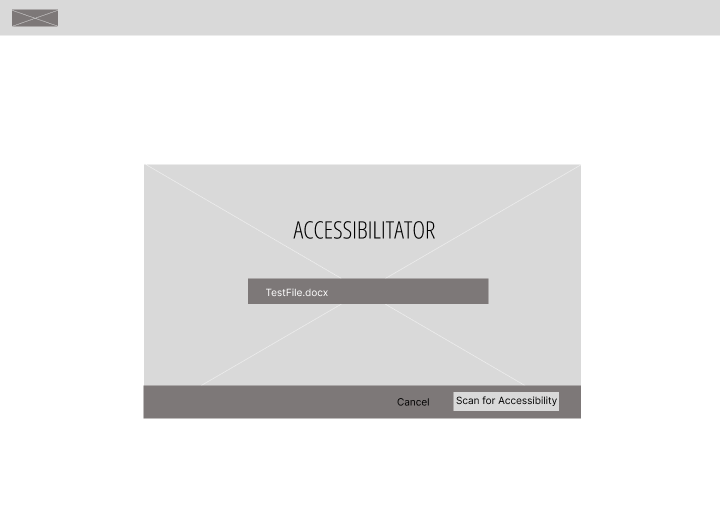 ACCESSIBILITATOR
TestFile.docx
Cancel
Scan for Accessibility